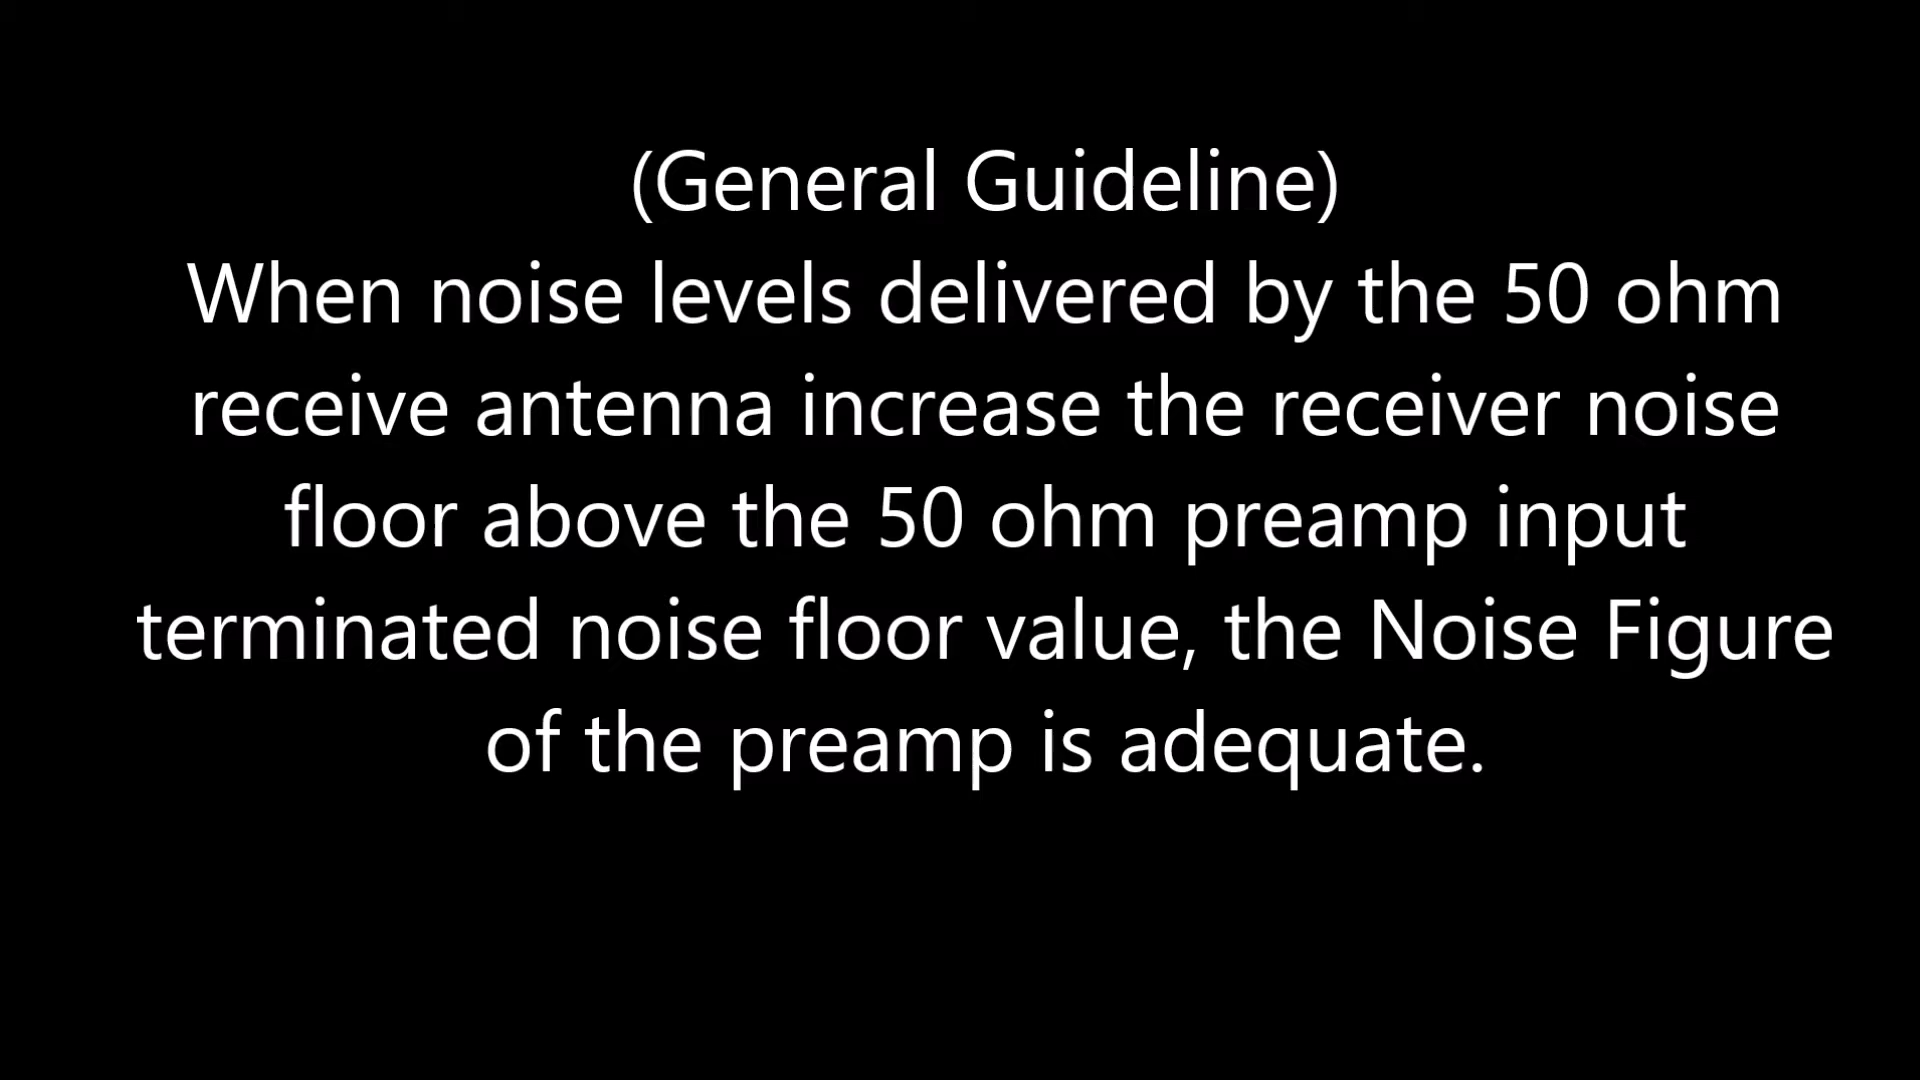 (General Guideline)
When noise levels delivered by the 50 ohm
receive antenna increase the receiver noise
floor above the 50 ohm preamp input
terminated noise floor value, the Noise Figure
of the preamp is adequate.